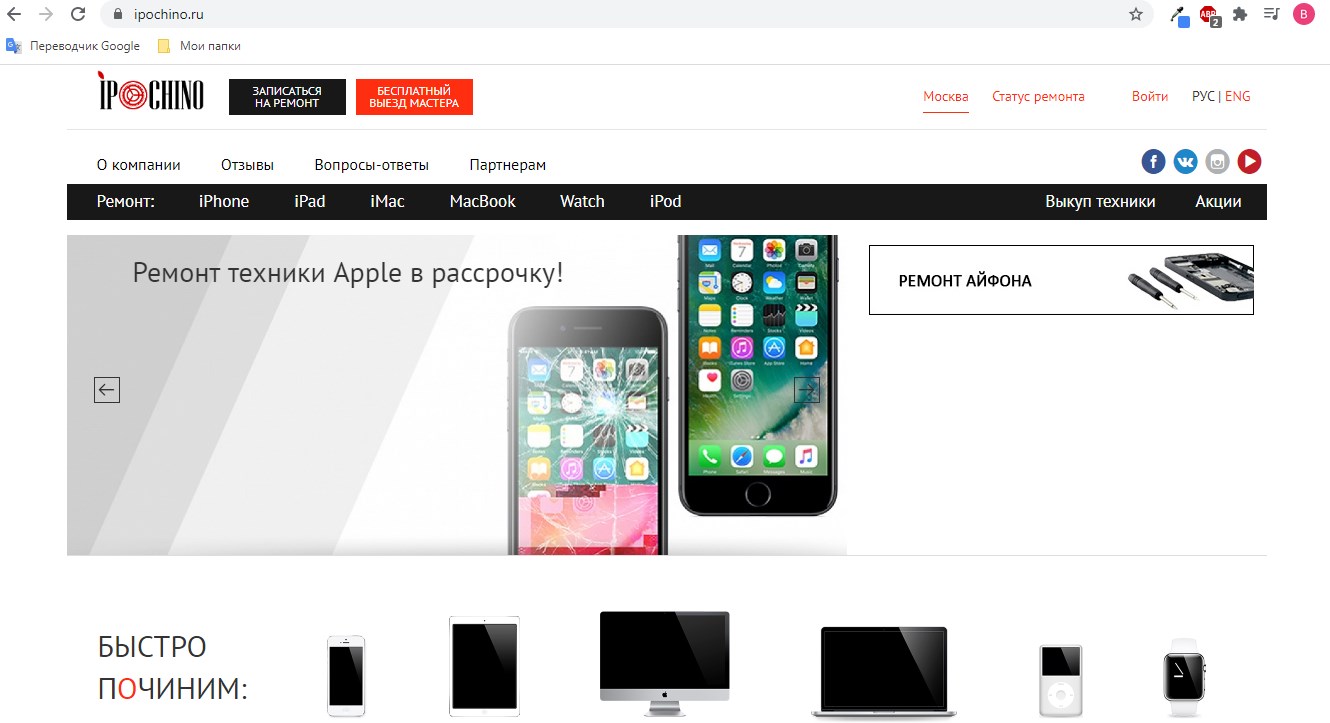 ipochino.ru
ABP
2
B
Переводчик Google
Мои папки
IPOCHINO
ЗАПИСАТЬСЯ
НА РЕМОНТ
БЕСПЛАТНЫЙ
ВЫЕЗД МАСТЕРА
Москва
Статус ремонта
Войти
РУС | ENG
О компании
Отзывы
Вопросы-ответы
Партнерам
Ремонт:
iPhone
iPad
iMac
MacBook
Watch
iPod
Выкуп техники
Акции
Ремонт техники Apple в рассрочку!
РЕМОНТ АЙФОНА
БЫСТРО
ПОЧИНИМ: